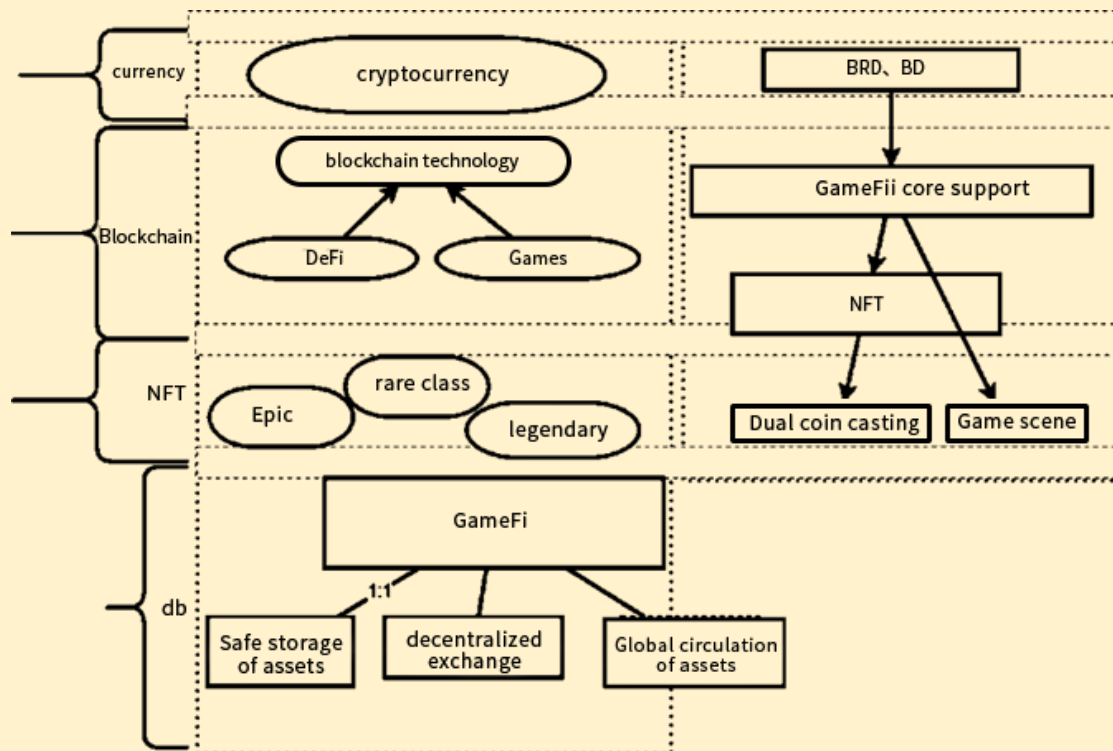 currency
cryptocurrency
BRD、BD
Blockchain
blockchain technology
DeFi
Games
GameFii core support
NFT
NFT
Epic
rare class
legendary
Dual coin casting
Game scene
db
GameFi
1:1
Safe storage
of assets
decentralized
exchange
Global circulation
of assets